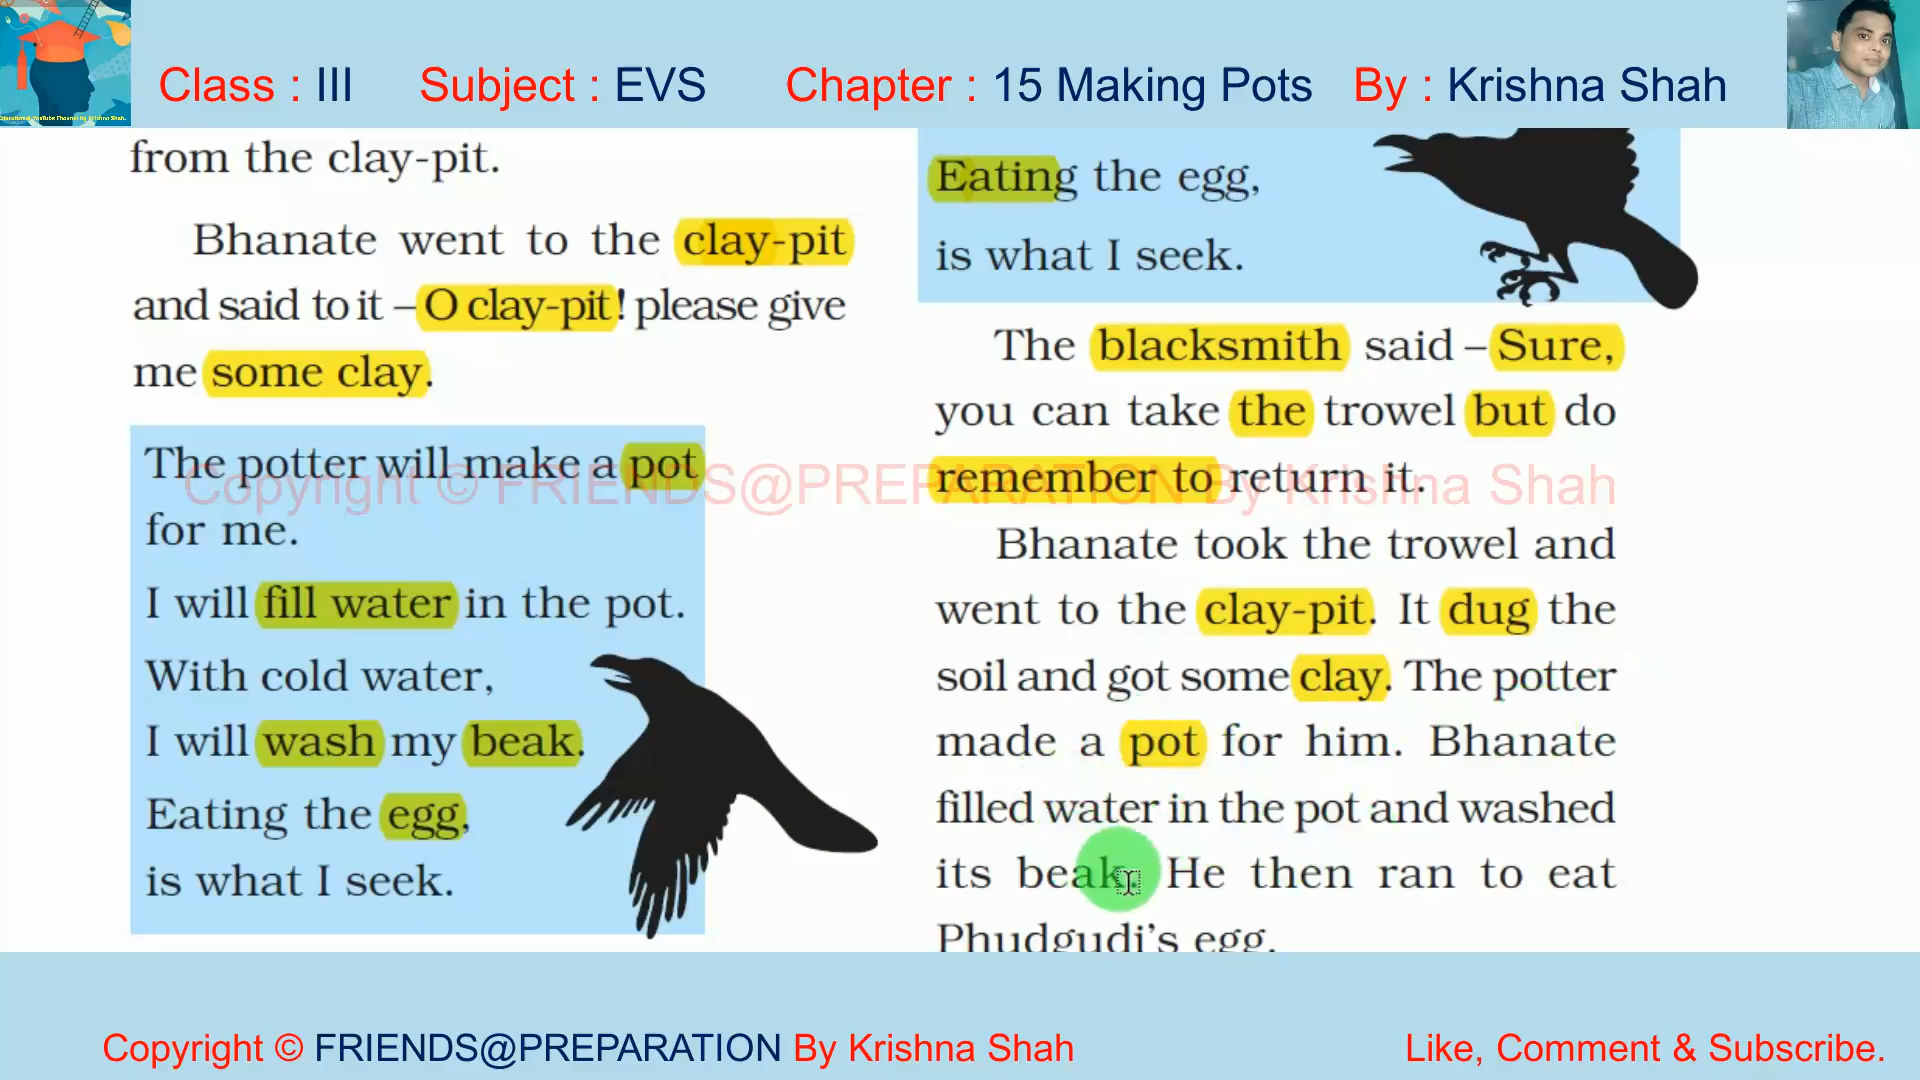 Class : III Subject : EVS Chapter : 15 Making Pots By : Krishna Shah
from the clay-pit.
Bhanate went to the clay-pit
and said to it – O clay-pit! please give
me some clay.
The potter will make a pot
for me.
I will fill water in the pot.
With cold water,
I will wash my beak.
Eating the egg,
is what I seek.
Eating the egg,
is what I seek.
The blacksmith said – Sure,
you can take the trowel but do
remember to return it.
Bhanate took the trowel and
went to the clay-pit. It dug the
soil and got some clay. The potter
made a pot for him. Bhanate
filled water in the pot and washed
its beak. He then ran to eat
Phudgudi's egg.
Copyright © FRIENDS@PREPARATION By Krishna Shah
Copyright © FRIENDS@PREPARATION By Krishna Shah
Like, Comment & Subscribe.